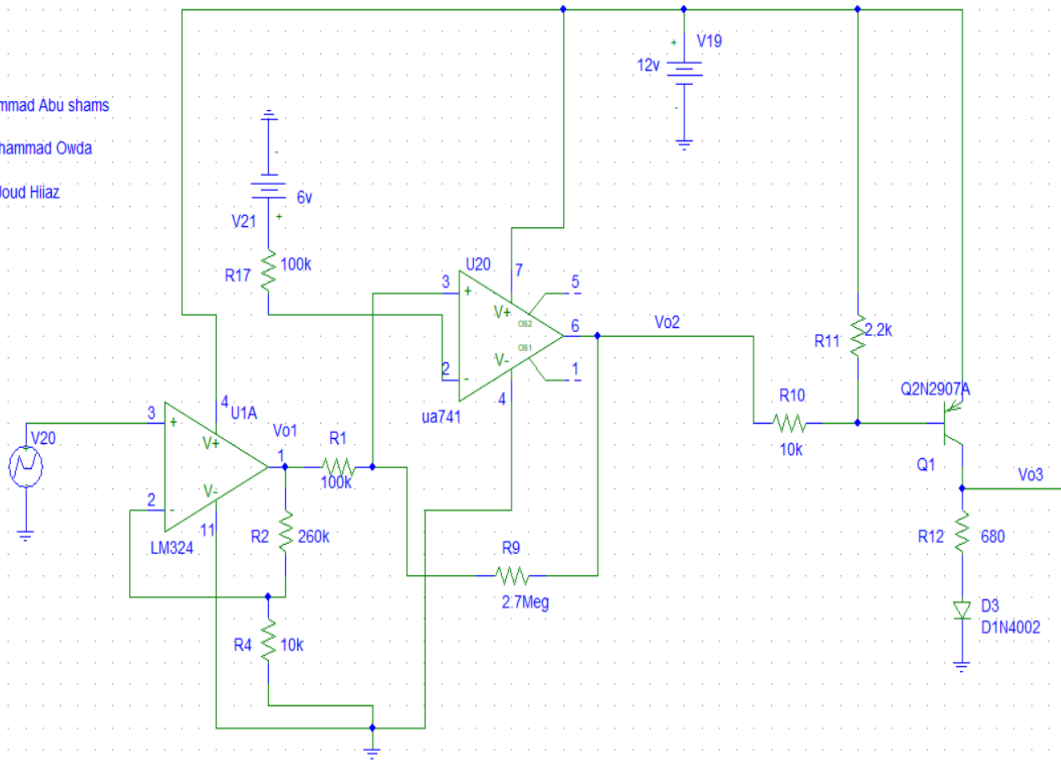 V19
+
12v
-
mmad Abu shams
hammad Owda
oud Hiiaz
-
6v
V21
+
R17
100k
U20
7
3
+
5
V+
OS2
6
Vo2
OS1
V-
2
-
1
4
ua741
R11
2.2k
Q2N2907A
R10
10k
Q1
Vo3
4
U1A
3
+
V+
V20
Vo1
1
R1
100k
V-
2
-
11
LM324
R2
260k
R9
2.7Meg
R4
10k
R12
680
D3
D1N4002